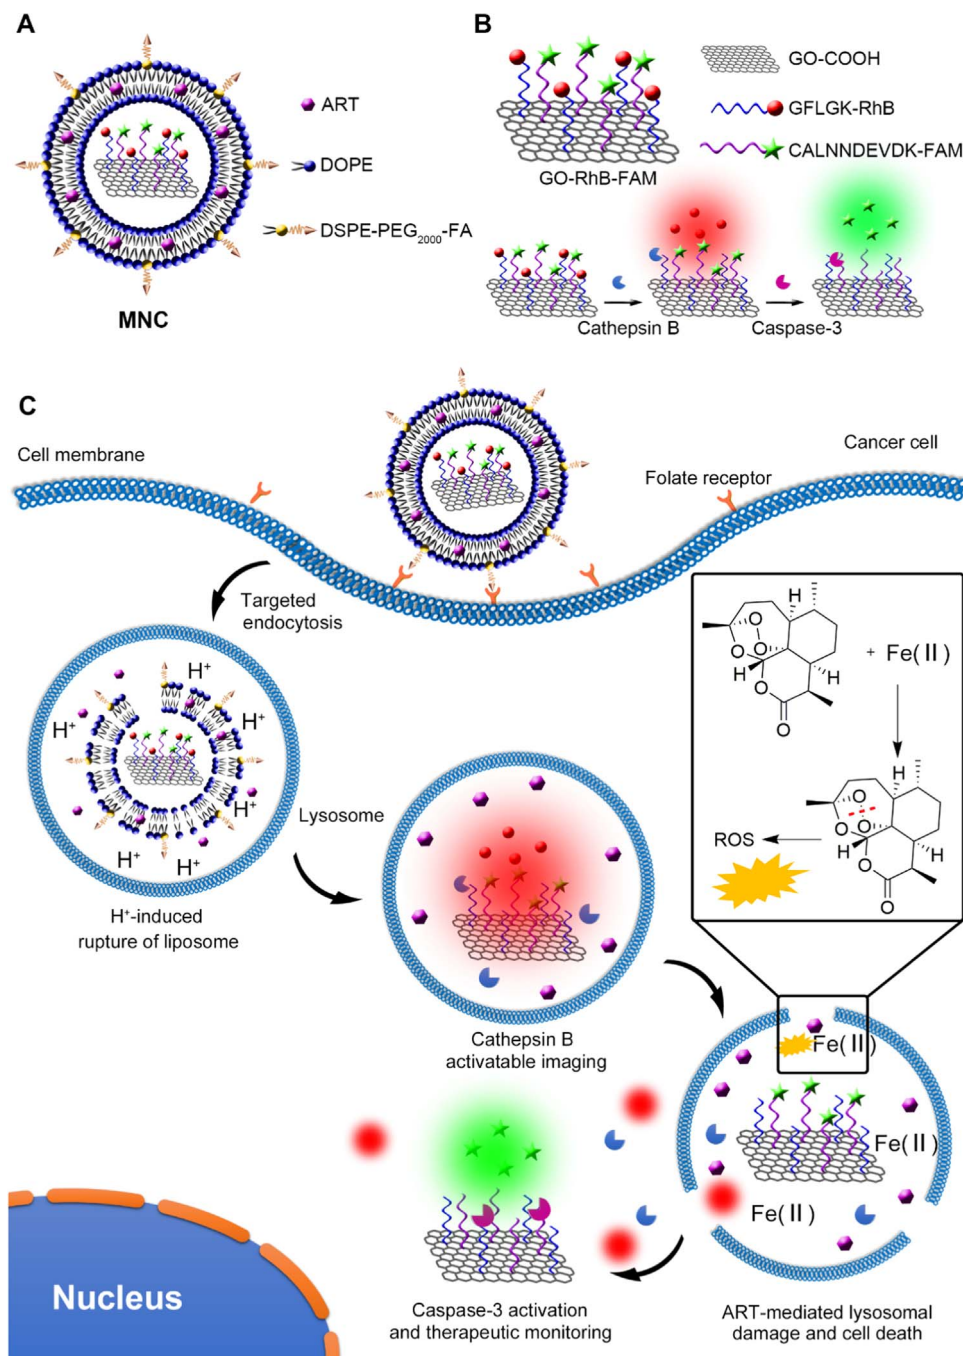 A
ART
DOPE
DSPE-PEG2000-FA
MNC
B
GO-COOH
GFLGK-RhB
CALNNDEVDK-FAM
GO-RhB-FAM
Cathepsin B
Caspase-3
C
Cell membrane
Cancer cell
Folate receptor
Targeted
endocytosis
H+
H+
H+
H+
H+
H+
H+-induced
rupture of liposome
Lysosome
Cathepsin B
activatable imaging
H
O
O
O
H
H
O
O
+ Fe(II)
H
O
O
O
H
H
O
O
ROS
Fe(II)
Fe(II)
Fe(II)
ART-mediated lysosomal
damage and cell death
Caspase-3 activation
and therapeutic monitoring
Nucleus